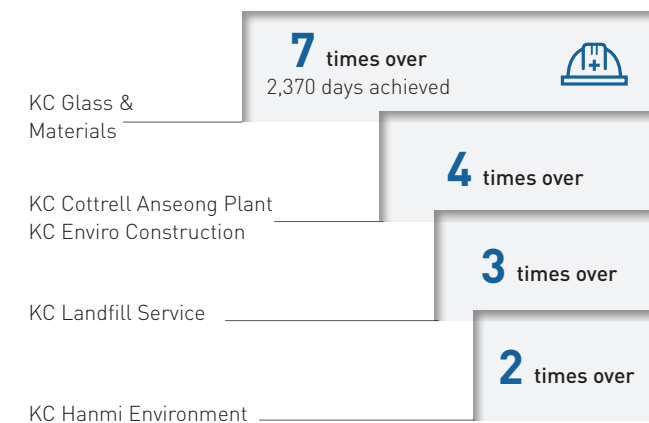 7 times over
2,370 days achieved
KC Glass &
Materials
4 times over
KC Cottrell Anseong Plant
KC Enviro Construction
3 times over
KC Landfill Service
2 times over
KC Hanmi Environment